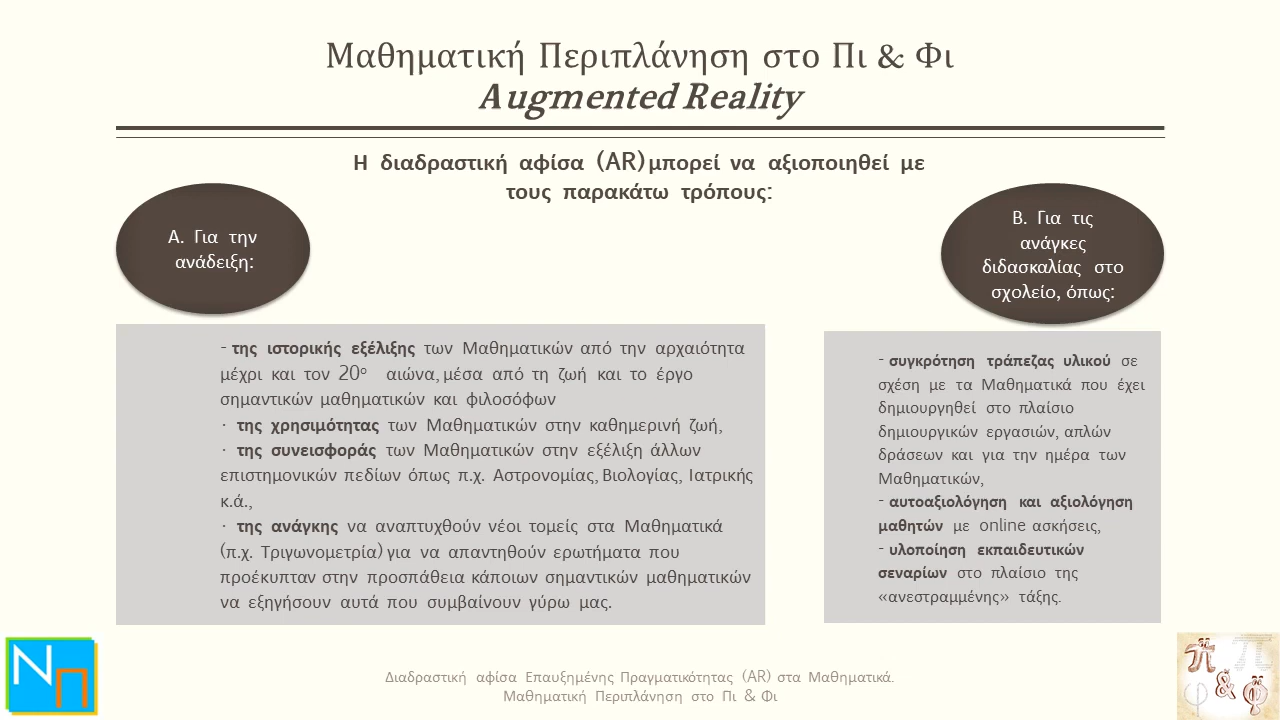 Μαθηματική Περιπλάνηση στο Πι & Φι
Augmented Reality
Η διαδραστική αφίσα (AR) μπορεί να αξιοποιηθεί με
τους παρακάτω τρόπους:
Α. Για την
ανάδειξη:
- της ιστορικής εξέλιξης των Μαθηματικών από την αρχαιότητα
μέχρι και τον 20ο αιώνα, μέσα από τη ζωή και το έργο
σημαντικών μαθηματικών και φιλοσόφων
· της χρησιμότητας των Μαθηματικών στην καθημερινή ζωή,
· της συνεισφοράς των Μαθηματικών στην εξέλιξη άλλων
επιστημονικών πεδίων όπως π.χ. Αστρονομίας, Βιολογίας, Ιατρικής
κ.ά.,
· της ανάγκης να αναπτυχθούν νέοι τομείς στα Μαθηματικά
(π.χ. Τριγωνομετρία) για να απαντηθούν ερωτήματα που
προέκυπταν στην προσπάθεια κάποιων σημαντικών μαθηματικών
να εξηγήσουν αυτά που συμβαίνουν γύρω μας.
Β. Για τις
ανάγκες
διδασκαλίας στο
σχολείο, όπως:
- συγκρότηση τράπεζας υλικού σε
σχέση με τα Μαθηματικά που έχει
δημιουργηθεί στο πλαίσιο
δημιουργικών εργασιών, απλών
δράσεων και για την ημέρα των
Μαθηματικών,
- αυτοαξιολόγηση και αξιολόγηση
μαθητών με online ασκήσεις,
- υλοποίηση εκπαιδευτικών
σεναρίων στο πλαίσιο της
«ανεστραμμένης» τάξης.
Διαδραστική αφίσα Επαυξημένης Πραγματικότητας (AR) στα Μαθηματικά.
Μαθηματική Περιπλάνηση στο Πι & Φι
Νπ
π & φ